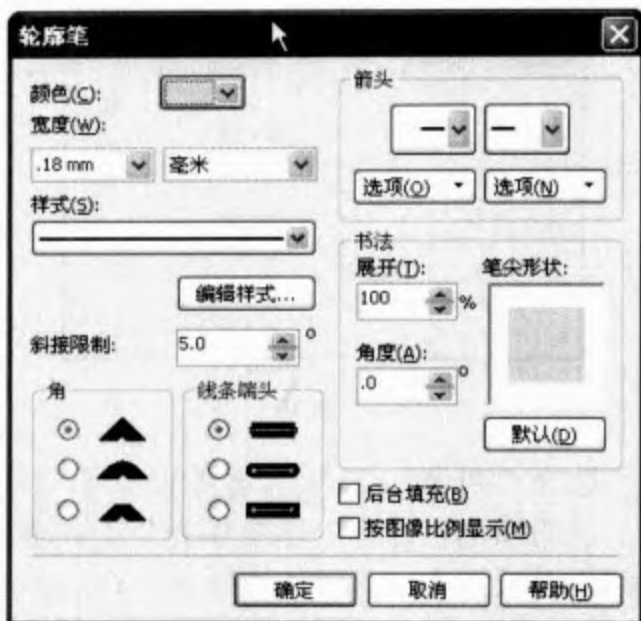 轮廓笔
颜色(C):
宽度(W):
.18 mm 毫米
样式(S):
编辑样式...
斜接限制: 5.0 °
角
线条端头
箭头
选项(O) 选项(N)
书法
展开(T): 笔尖形状:
100 %
角度(A):
.0 °
默认(D)
后台填充(B)
按图像比例显示(M)
确定 取消 帮助(H)